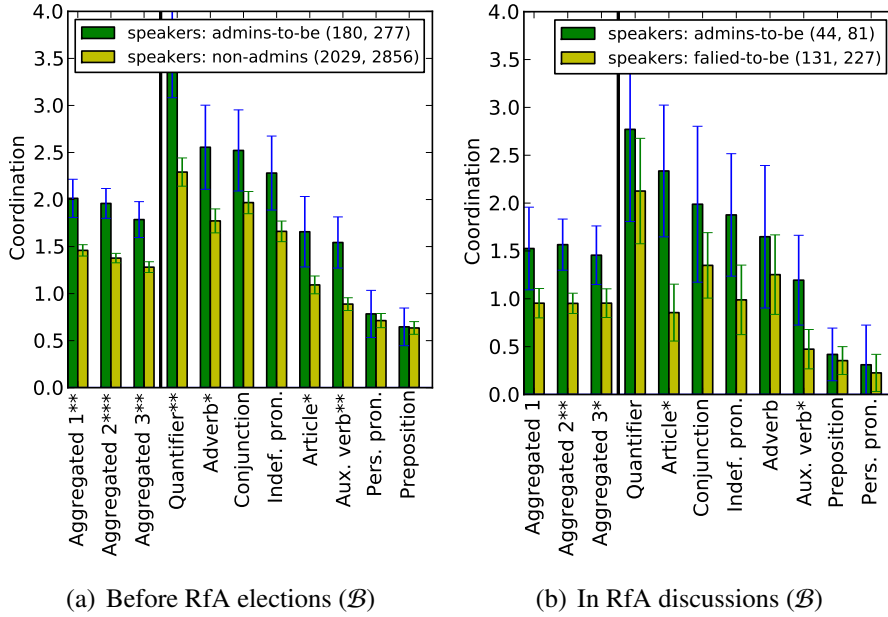 speakers: admins-to-be (180, 277)
speakers: non-admins (2029, 2856)
Coordination
4.0
3.5
3.0
2.5
2.0
1.5
1.0
0.5
0.0
Aggregated 1**
Aggregated 2***
Aggregated 3**
Quantifier**
Adverb*
Conjunction
Indef. pron.
Article*
Aux. verb**
Pers. pron.
Preposition
(a) Before RfA elections (ℬ)
speakers: admins-to-be (44, 81)
speakers: falied-to-be (131, 227)
Coordination
4.0
3.5
3.0
2.5
2.0
1.5
1.0
0.5
0.0
Aggregated 1
Aggregated 2**
Aggregated 3*
Quantifier
Article*
Conjunction
Indef. pron.
Adverb
Aux. verb*
Preposition
Pers. pron.
(b) In RfA discussions (ℬ)